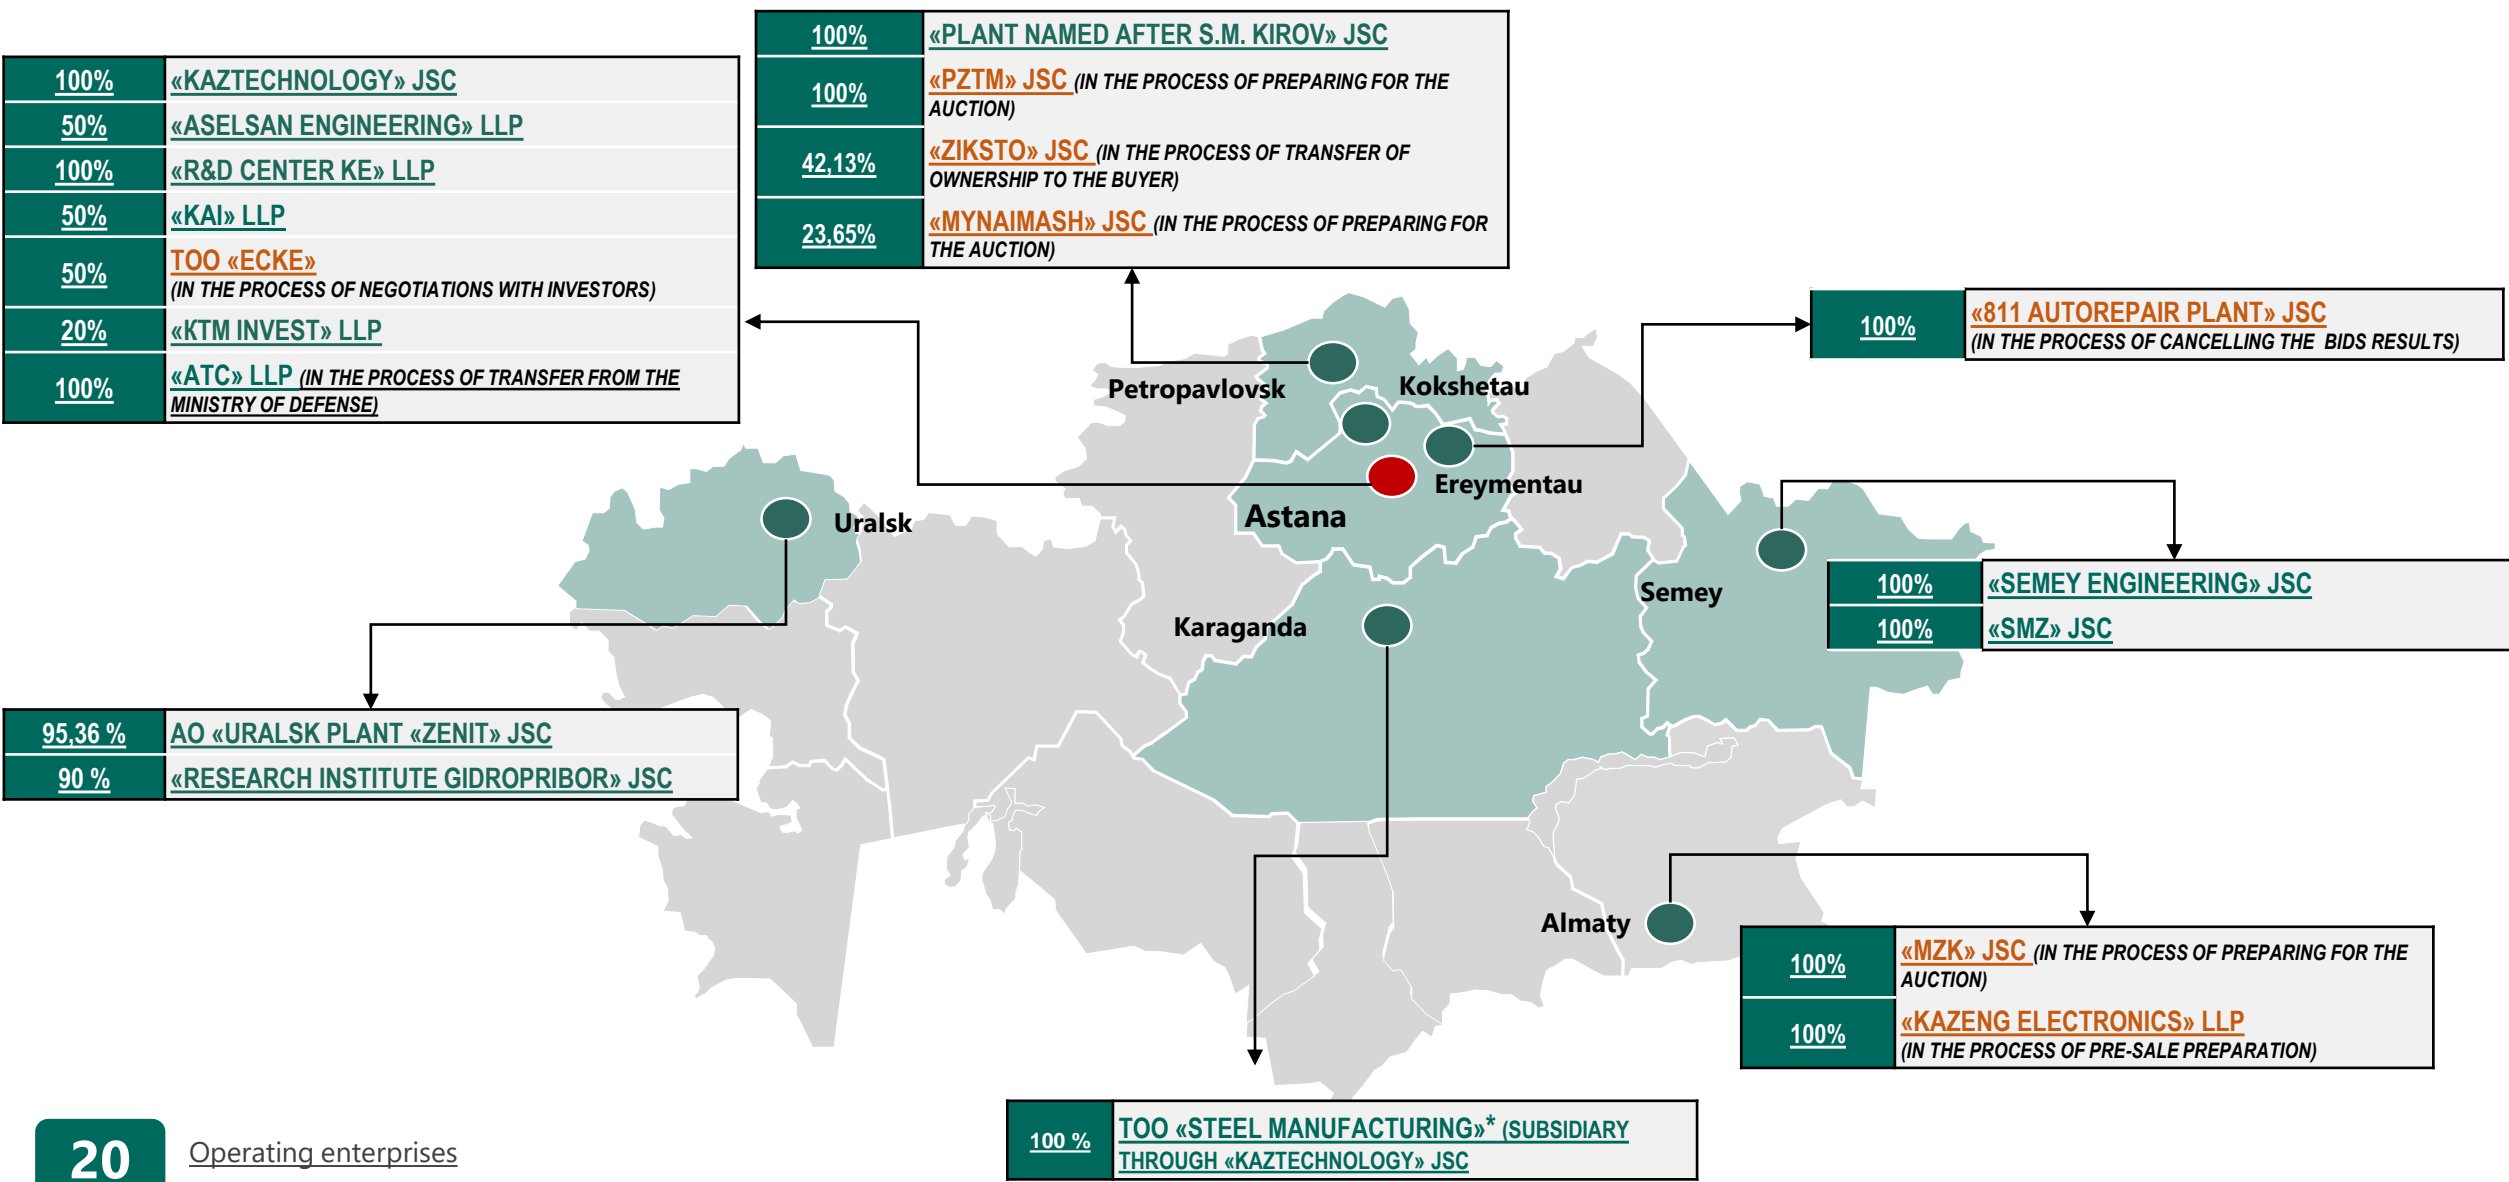 100% «KAZTECHNOLOGY» JSC
50% «ASELSAN ENGINEERING» LLP
100% «R&D CENTER KE» LLP
50% «KAI» LLP
50% ТОО «ECKE»
(IN THE PROCESS OF NEGOTIATIONS WITH INVESTORS)
20% «KTM INVEST» LLP
100% «ATC» LLP (IN THE PROCESS OF TRANSFER FROM THE
MINISTRY OF DEFENSE)
100% «PLANT NAMED AFTER S.M. KIROV» JSC
100% «PZTM» JSC (IN THE PROCESS OF PREPARING FOR THE
AUCTION)
42,13% «ZIKSTO» JSC (IN THE PROCESS OF TRANSFER OF
OWNERSHIP TO THE BUYER)
23,65% «MYNAIMASH» JSC (IN THE PROCESS OF PREPARING FOR
THE AUCTION)
100% «811 AUTOREPAIR PLANT» JSC
(IN THE PROCESS OF CANCELLING THE BIDS RESULTS)
Petropavlovsk
Kokshetau
Ereymentau
Astana
Uralsk
Semey
Karaganda
Almaty
100% «SEMEY ENGINEERING» JSC
100% «SMZ» JSC
95,36 % АО «URALSK PLANT «ZENIT» JSC
90 % «RESEARCH INSTITUTE GIDROPRIBOR» JSC
100% «MZK» JSC (IN THE PROCESS OF PREPARING FOR THE
AUCTION)
100% «KAZENG ELECTRONICS» LLP
(IN THE PROCESS OF PRE-SALE PREPARATION)
100 % ТОО «STEEL MANUFACTURING»* (SUBSIDIARY
THROUGH «KAZTECHNOLOGY» JSC
20 Operating enterprises